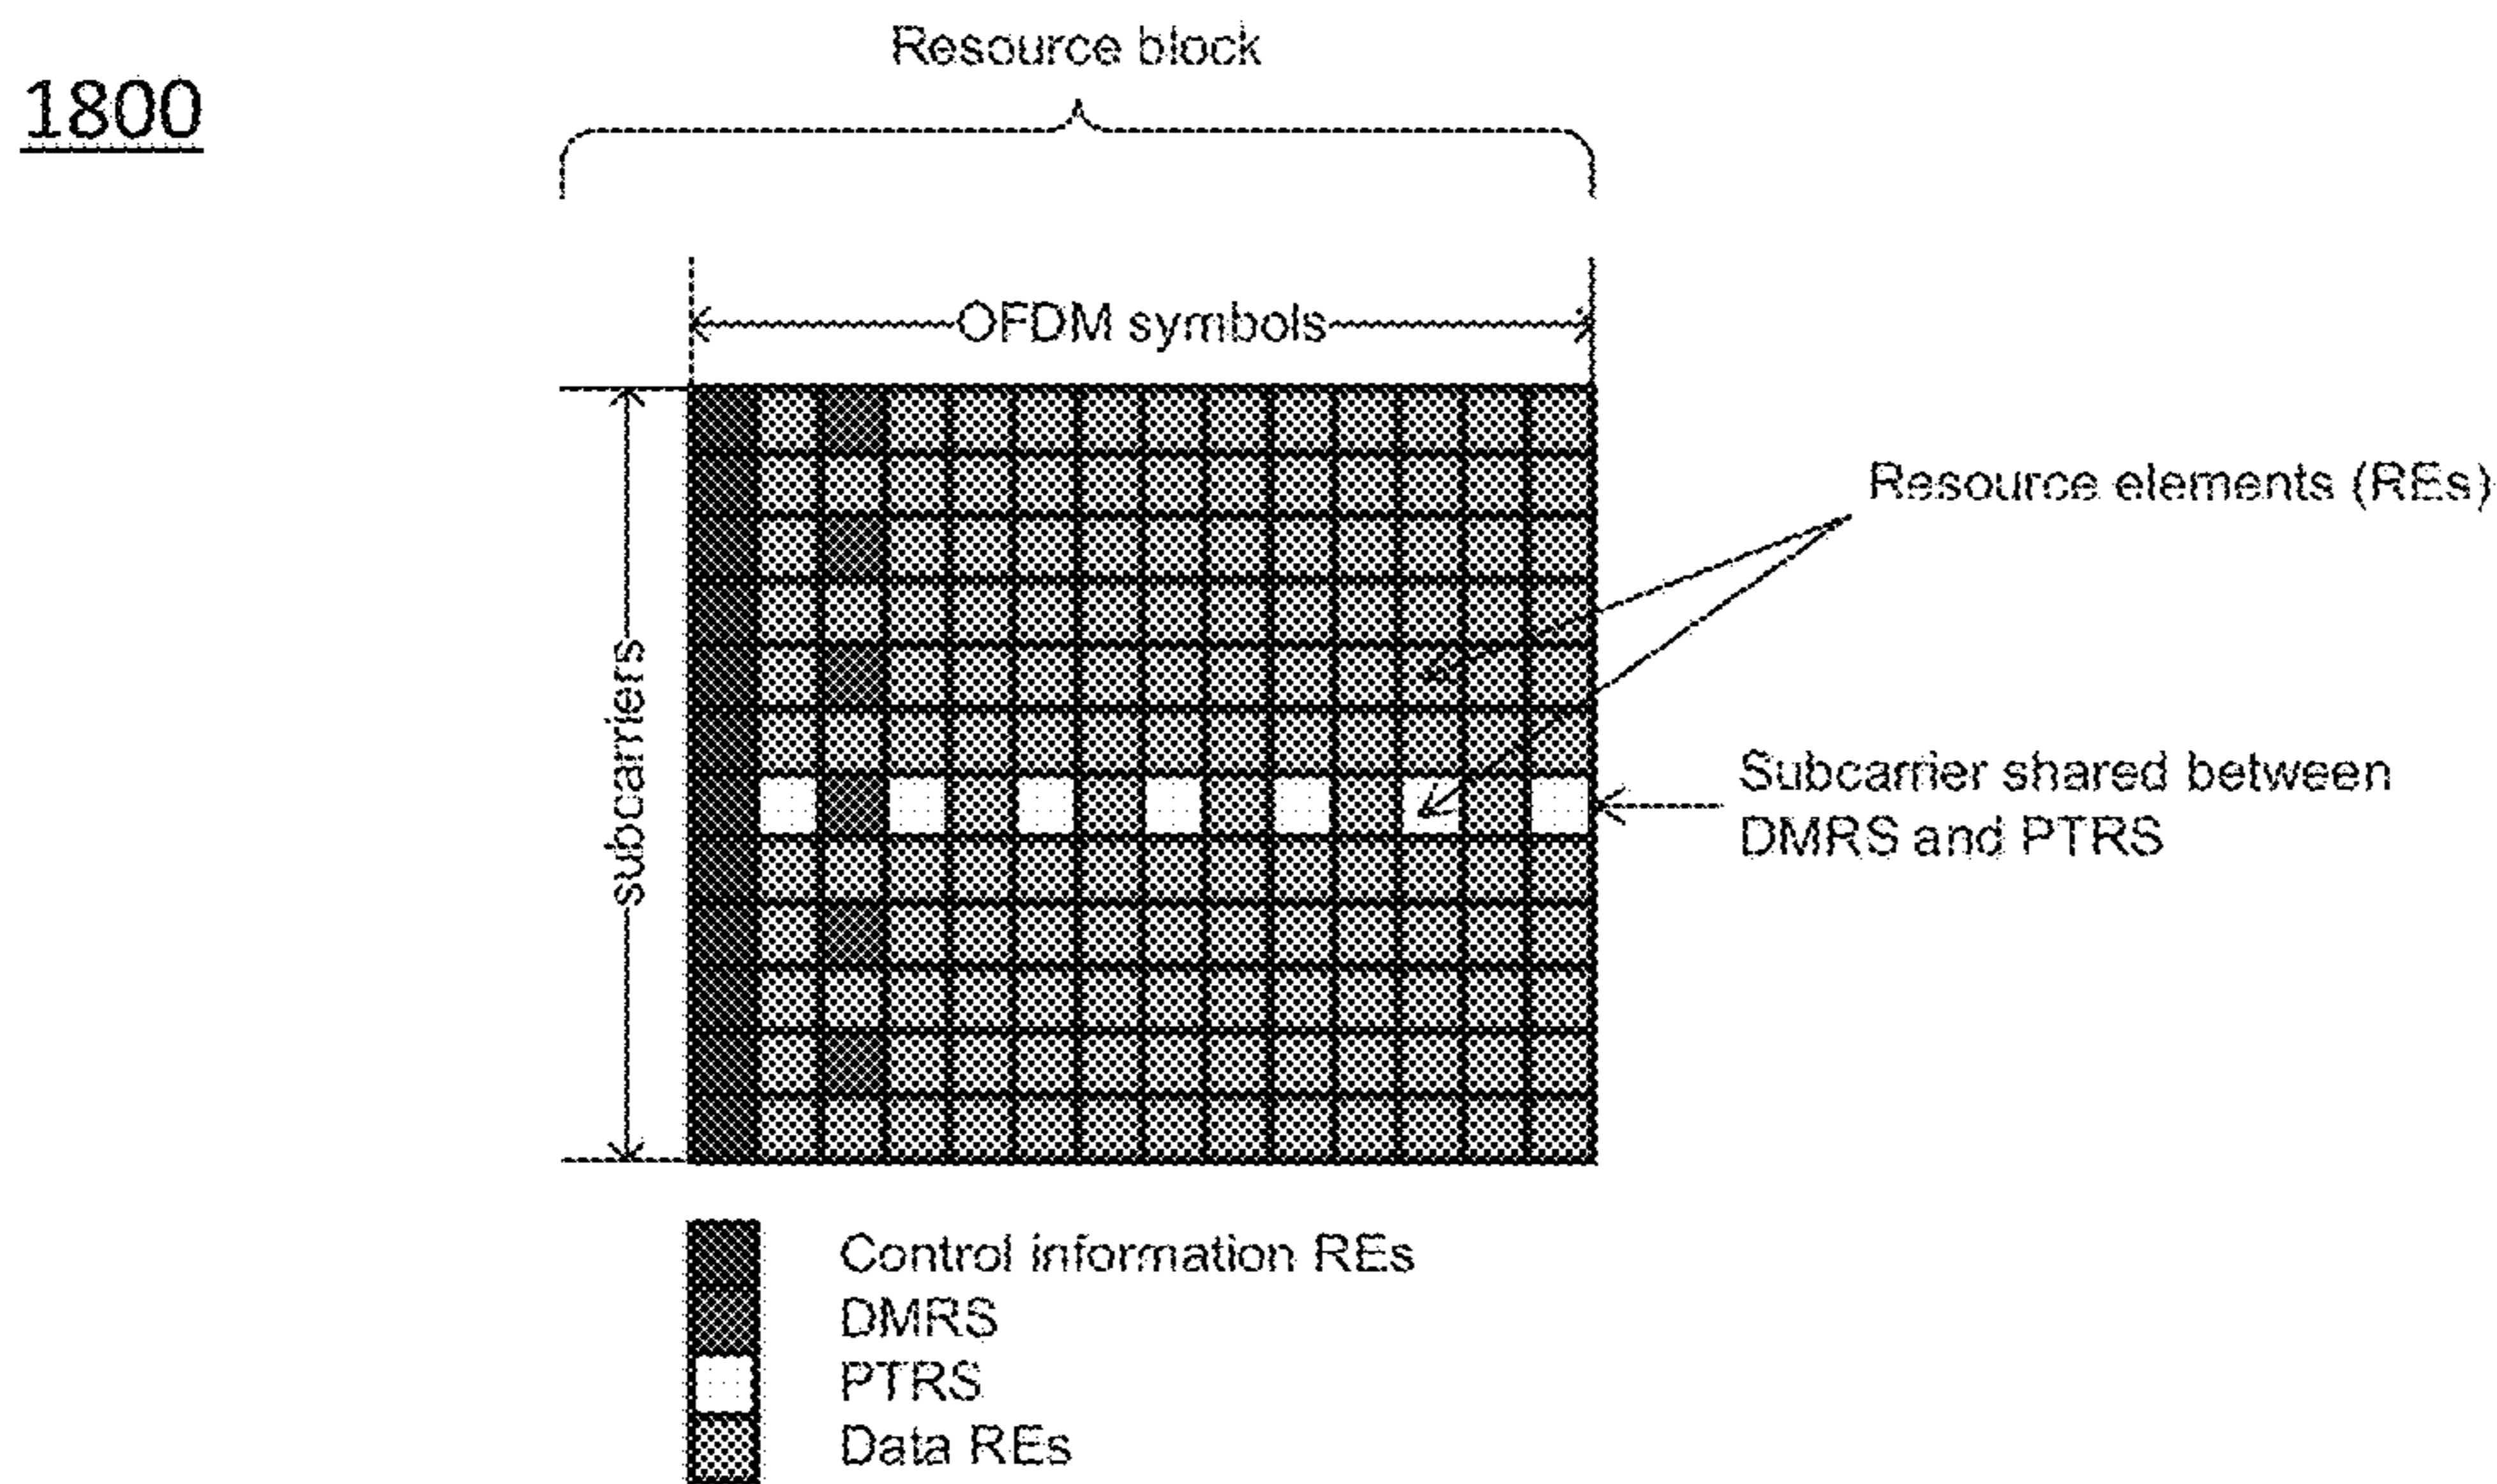 1800
Resource block
OFDM symbols
Resource elements (REs)
subcarriers
Subcarrier shared between
DMRS and PTRS
Control information REs
DMRS
PTRS
Data REs